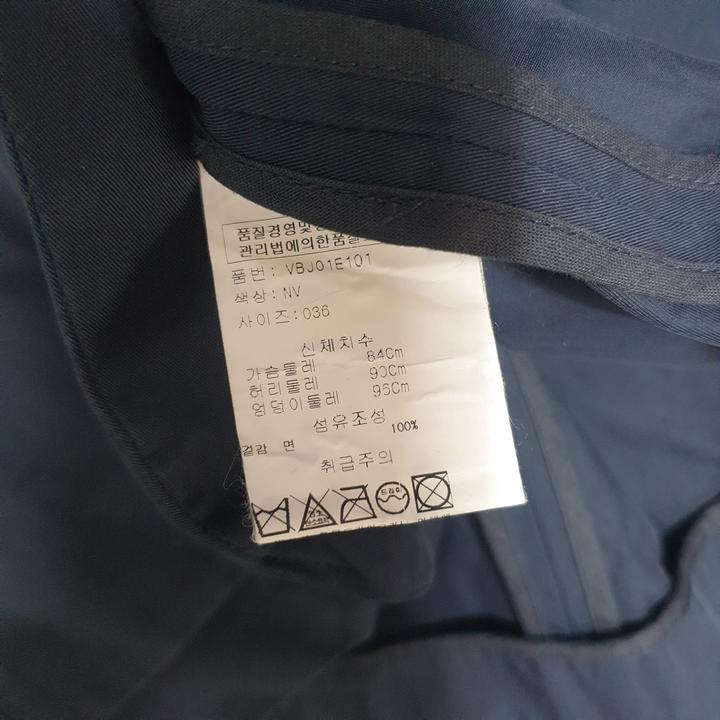 품질경영및
관리법에의한품질
품번: VBJ01E101
색상: NV
사이즈:036
신체치수
가슴둘레 84Cm
허리둘레 90Cm
엉덩이둘레 96Cm
섬유조성
겉감 면 100%
취급주의
드라이